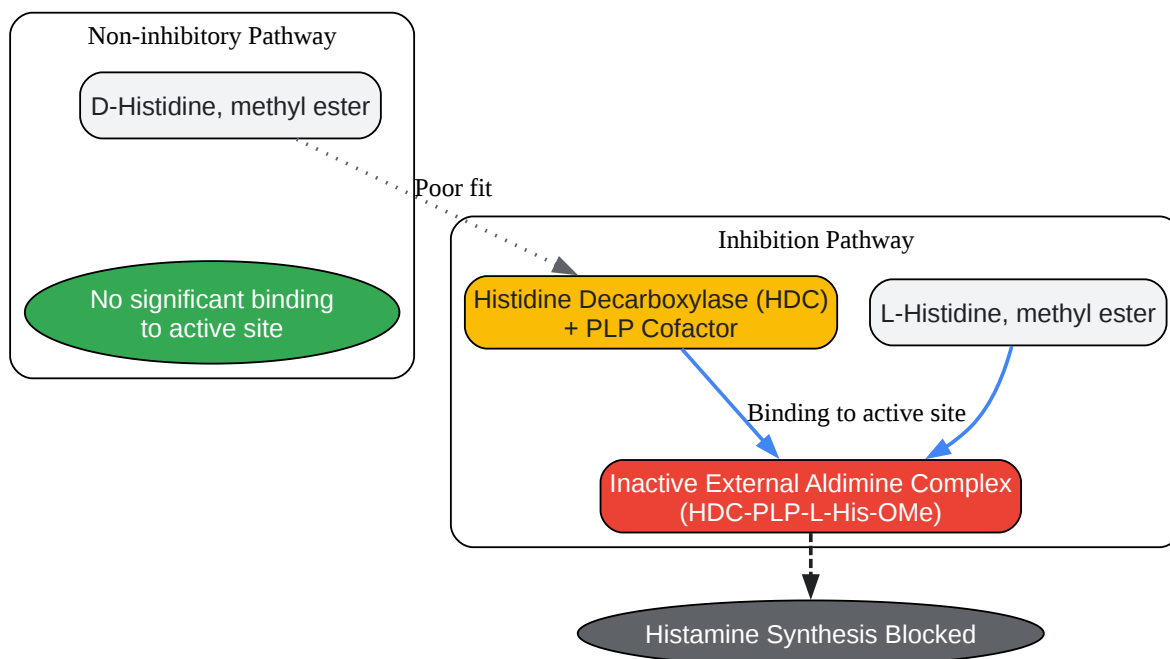 Non-inhibitory Pathway
D-Histidine, methyl ester
Poor fit
No significant binding
to active site
Inhibition Pathway
Histidine Decarboxylase (HDC)
+ PLP Cofactor
L-Histidine, methyl ester
Binding to active site
Inactive External Aldimine Complex
(HDC-PLP-L-His-OMe)
Histamine Synthesis Blocked